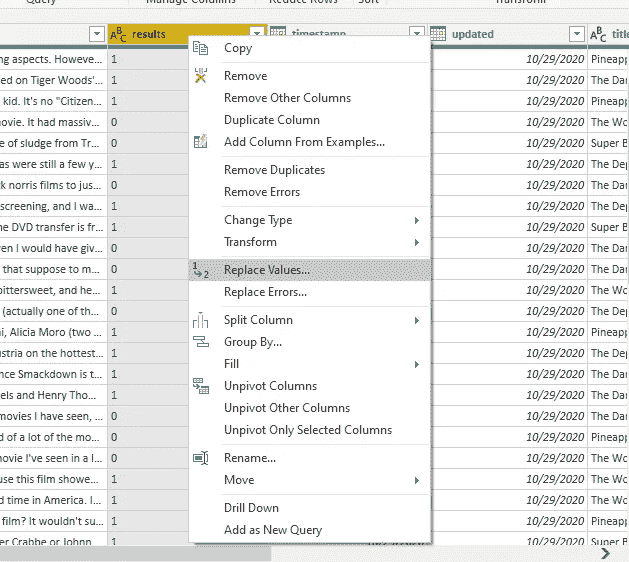 Query Manage Columns Reduce Rows Sort Transform
ABC results timestamp updated ABC title
ng aspects. Howeve... 1 10/29/2020 Pineapp
ed on Tiger Woods'... 0 10/29/2020 The Dar
kid. It's no "Citizen... 1 10/29/2020 Pineapp
ovie. It had massiv... 0 10/29/2020 The Wo
e of sludge from Tr... 0 10/29/2020 Super B
as were still a few y... 1 10/29/2020 The Dar
k norris films to jus... 0 10/29/2020 The Dar
screening, and I wa... 1 10/29/2020 The Dep
he DVD transfer is fr... 1 10/29/2020 Super B
en I would have giv... 0 10/29/2020 The Dar
that suppose to m... 0 10/29/2020 The Dar
bittersweet, and he... 1 10/29/2020 The Wo
(actually one of th... 0 10/29/2020 The Dep
ni, Alicia Moro (two ... 1 10/29/2020 Pineapp
ustria on the hottest... 1 10/29/2020 The Dep
nce Smackdown is t... 1 10/29/2020 The Dar
els and Henry Tho... 1 10/29/2020 The Dar
movies I have seen, ... 0 10/29/2020 The Dar
d of a lot of the mo... 0 10/29/2020 Pineapp
novie I've seen in a l... 0 10/29/2020 The Wo
use this film showe... 1 10/29/2020 The Wo
d time in America. I... 1 10/29/2020 The Wo
film? It wouldn't su... 1 10/29/2020 Pineapp
er Crabbe or Johnn 1 10/29/2020 Super B
Copy
Remove
Remove Other Columns
Duplicate Column
Add Column From Examples...
Remove Duplicates
Remove Errors
Change Type
Transform
Replace Values...
Replace Errors...
Split Column
Group By...
Fill
Unpivot Columns
Unpivot Other Columns
Unpivot Only Selected Columns
Rename...
Move
Drill Down
Add as New Query